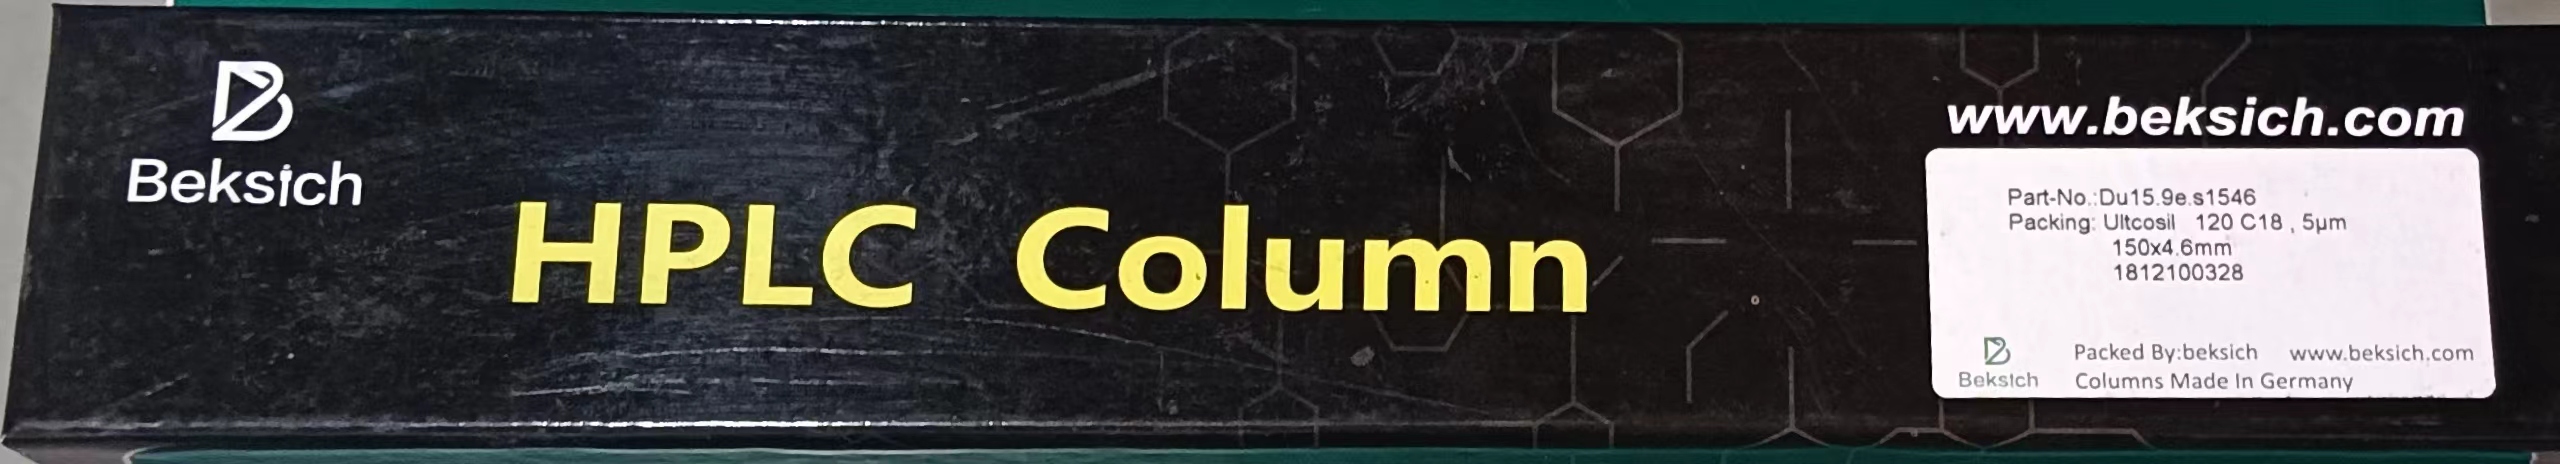 Beksich
HPLC Column
www.beksich.com
Part-No.:Du15.9e.s1546
Packing: Ultcosil 120 C18 , 5μm
150x4.6mm
1812100328
Beksich
Packed By:beksich www.beksich.com
Columns Made In Germany